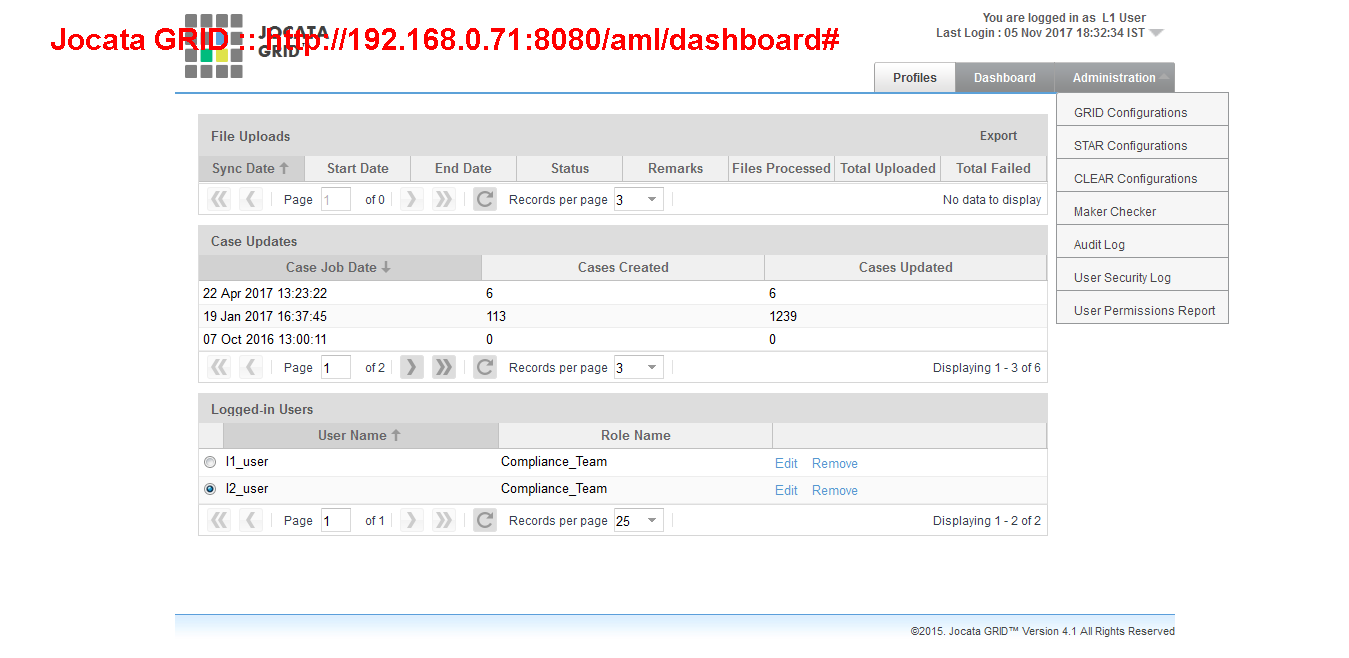 You are logged in as L1 User
Last Login : 05 Nov 2017 18:32:34 IST
Jocata GRID :: http://192.168.0.71:8080/aml/dashboard#
JOCATA
GRID™
Profiles Dashboard Administration
GRID Configurations
STAR Configurations
CLEAR Configurations
Maker Checker
Audit Log
User Security Log
User Permissions Report
File Uploads Export
Sync Date Start Date End Date Status Remarks Files Processed Total Uploaded Total Failed
Page 1 of 0 Records per page 3 No data to display
Case Updates
Case Job Date Cases Created Cases Updated
22 Apr 2017 13:23:22 6 6
19 Jan 2017 16:37:45 113 1239
07 Oct 2016 13:00:11 0 0
Page 1 of 2 Records per page 3 Displaying 1 - 3 of 6
Logged-in Users
User Name Role Name
l1_user Compliance_Team Edit Remove
l2_user Compliance_Team Edit Remove
Page 1 of 1 Records per page 25 Displaying 1 - 2 of 2
©2015. Jocata GRID™ Version 4.1 All Rights Reserved